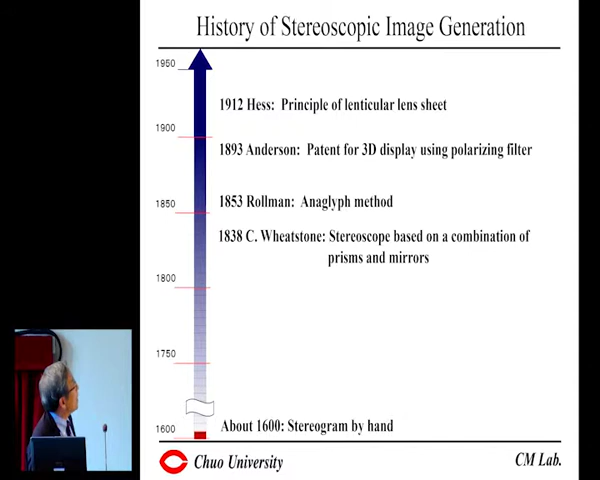 History of Stereoscopic Image Generation
1950
1912 Hess: Principle of lenticular lens sheet
1900
1893 Anderson: Patent for 3D display using polarizing filter
1850
1853 Rollman: Anaglyph method
1838 C. Wheatstone: Stereoscope based on a combination of
prisms and mirrors
1800
1750
1600
About 1600: Stereogram by hand
Chuo University
CM Lab.